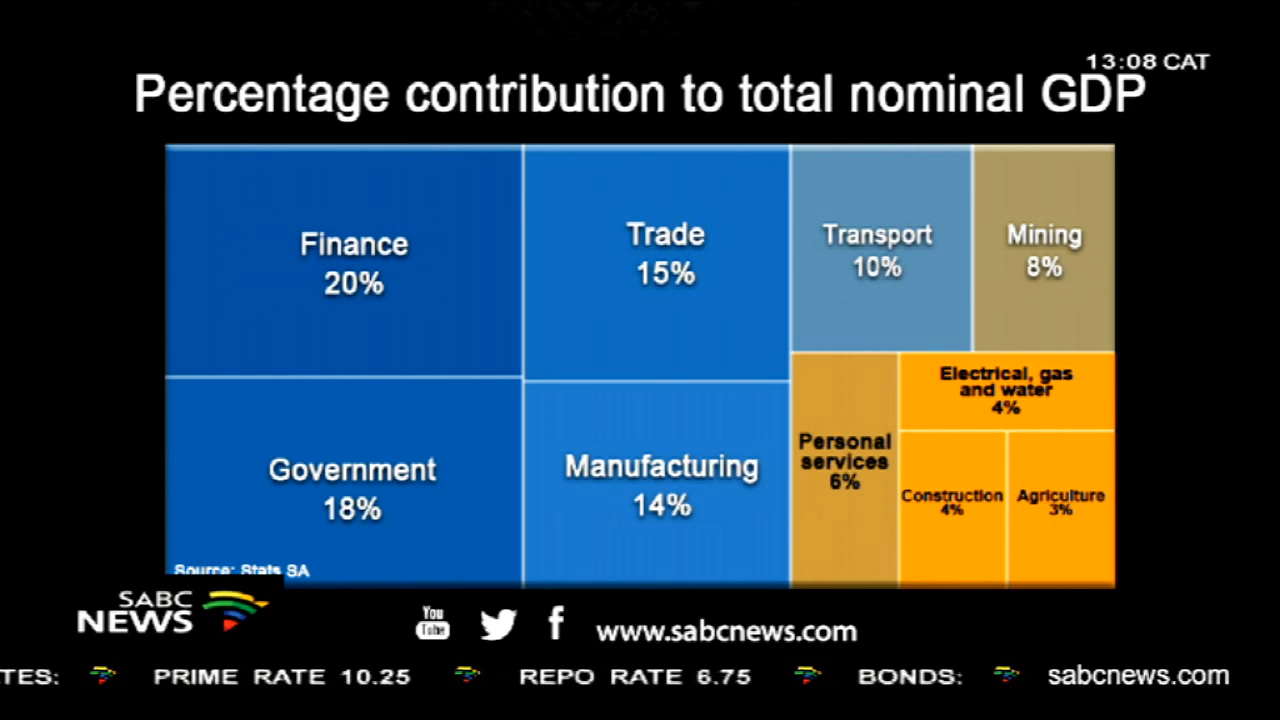 13:08 CAT
Percentage contribution to total nominal GDP
Finance
20%
Trade
15%
Transport
10%
Mining
8%
Government
18%
Manufacturing
14%
Personal
services
6%
Electrical, gas
and water
4%
Construction
4%
Agriculture
3%
Source: Stats SA
SABC
NEWS
You
Tube
www.sabcnews.com
TES: PRIME RATE 10.25 REPO RATE 6.75 BONDS: sabcnews.com